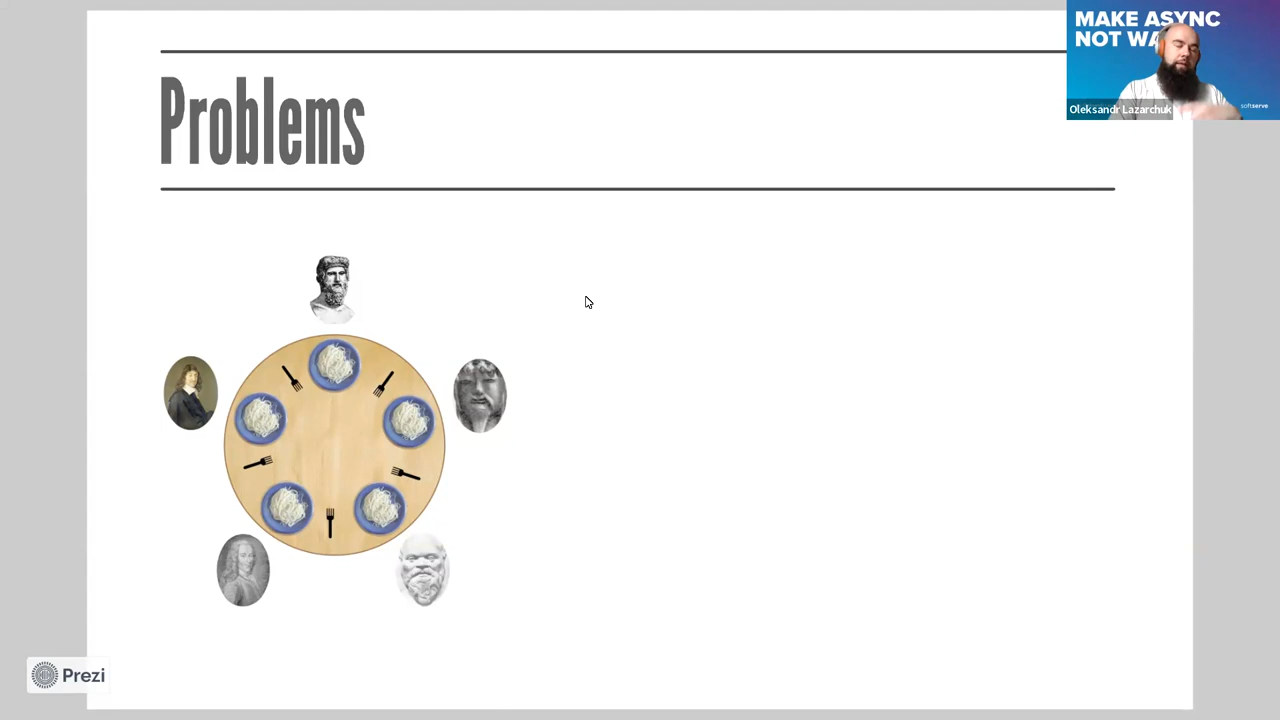 MAKE ASYNC
NOT WA
Oleksandr Lazarchuk
softserve
Problems
Prezi